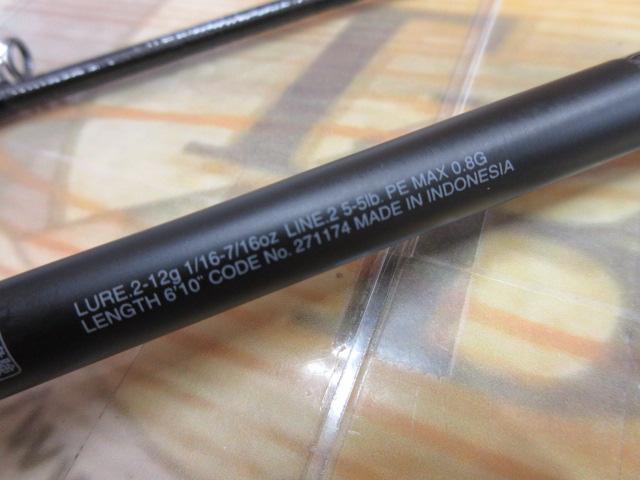 LURE.2-12g 1/16-7/16oz LINE.2 5-5lb. PE MAX 0.8G
LENGTH 6'10" CODE No. 271174 MADE IN INDONESIA